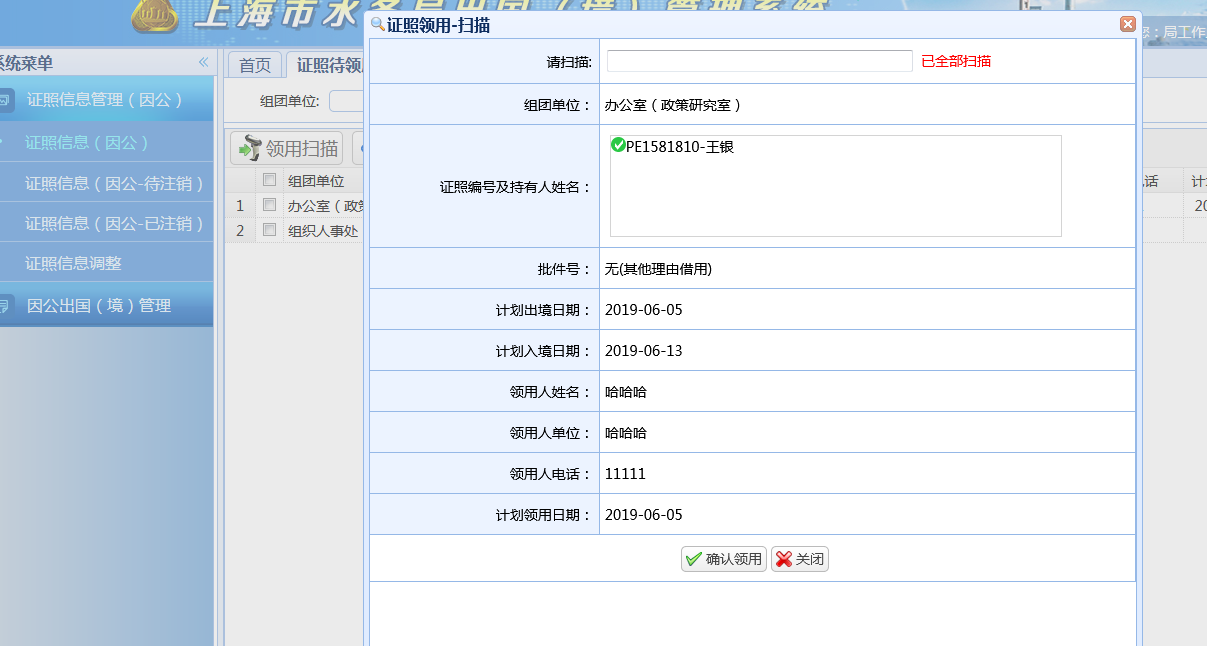 上海市水务局出国（境）管理系统
证照领用-扫描
局工作
系统菜单
首页
证照待领
证照信息管理（因公）
证照信息（因公）
证照信息（因公-待注销）
证照信息（因公-已注销）
证照信息调整
因公出国（境）管理
组团单位:
领用扫描
组团单位
话
计
1 办公室（政
20
2 组织人事处
请扫描: 已全部扫描
组团单位： 办公室（政策研究室）
证照编号及持有人姓名： PE1581810-王银
批件号： 无(其他理由借用)
计划出境日期： 2019-06-05
计划入境日期： 2019-06-13
领用人姓名： 哈哈哈
领用人单位： 哈哈哈
领用人电话： 11111
计划领用日期： 2019-06-05
确认领用 关闭